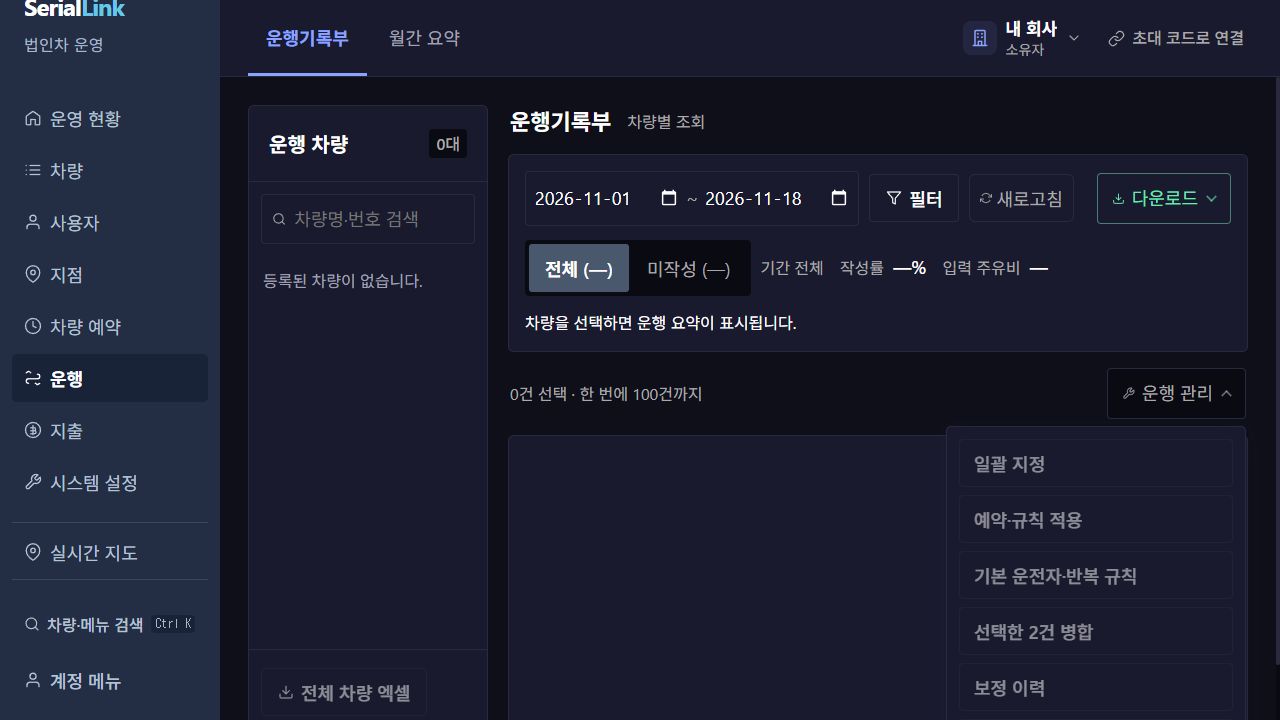 SerialLink
법인차 운영
운영 현황
차량
사용자
지점
차량 예약
운행
지출
시스템 설정
실시간 지도
차량·메뉴 검색 Ctrl K
계정 메뉴
운행기록부 월간 요약
내 회사
소유자
초대 코드로 연결
운행 차량 0대
차량명·번호 검색
등록된 차량이 없습니다.
전체 차량 엑셀
운행기록부 차량별 조회
2026-11-01 ~ 2026-11-18 필터 새로고침 다운로드
전체 (—) 미작성 (—) 기간 전체 작성률 —% 입력 주유비 —
차량을 선택하면 운행 요약이 표시됩니다.
0건 선택 · 한 번에 100건까지 운행 관리
일괄 지정
예약·규칙 적용
기본 운전자·반복 규칙
선택한 2건 병합
보정 이력